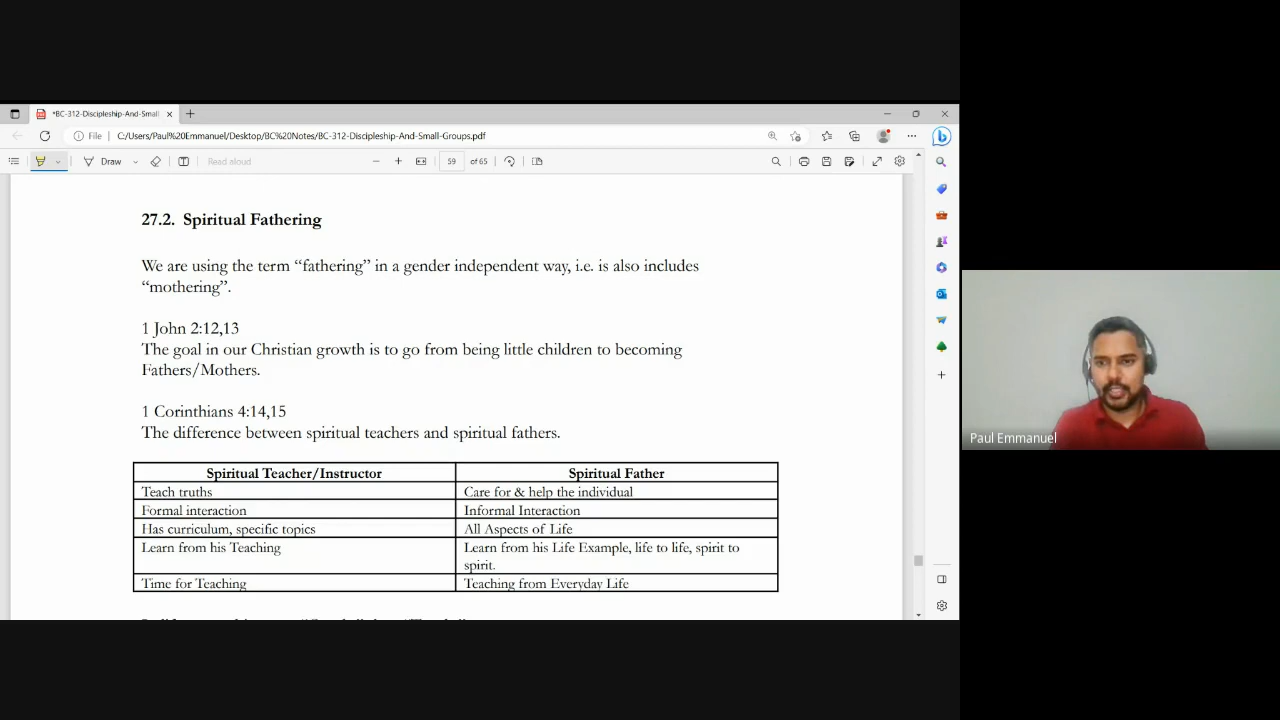 *BC-312-Discipleship-And-Small
File
C:/Users/Paul%20Emmanuel/Desktop/BC%20Notes/BC-312-Discipleship-And-Small-Groups.pdf
Draw
Read aloud
59
of 65
27.2. Spiritual Fathering
We are using the term “fathering” in a gender independent way, i.e. is also includes
“mothering”.
1 John 2:12,13
The goal in our Christian growth is to go from being little children to becoming
Fathers/Mothers.
1 Corinthians 4:14,15
The difference between spiritual teachers and spiritual fathers.
Spiritual Teacher/Instructor
Spiritual Father
Teach truths
Care for & help the individual
Formal interaction
Informal Interaction
Has curriculum, specific topics
All Aspects of Life
Learn from his Teaching
Learn from his Life Example, life to life, spirit to
spirit.
Time for Teaching
Teaching from Everyday Life
Paul Emmanuel